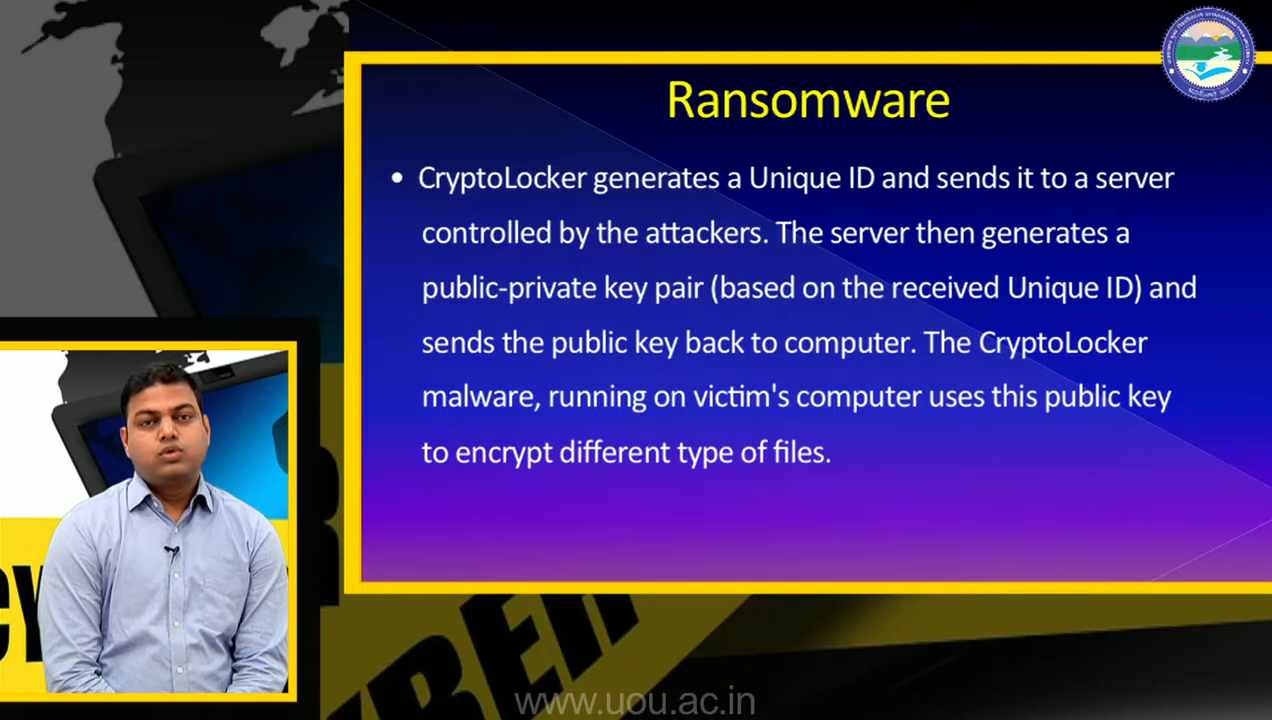 Ransomware
• CryptoLocker generates a Unique ID and sends it to a server
controlled by the attackers. The server then generates a
public-private key pair (based on the received Unique ID) and
sends the public key back to computer. The CryptoLocker
malware, running on victim's computer uses this public key
to encrypt different type of files.
www.uou.ac.in